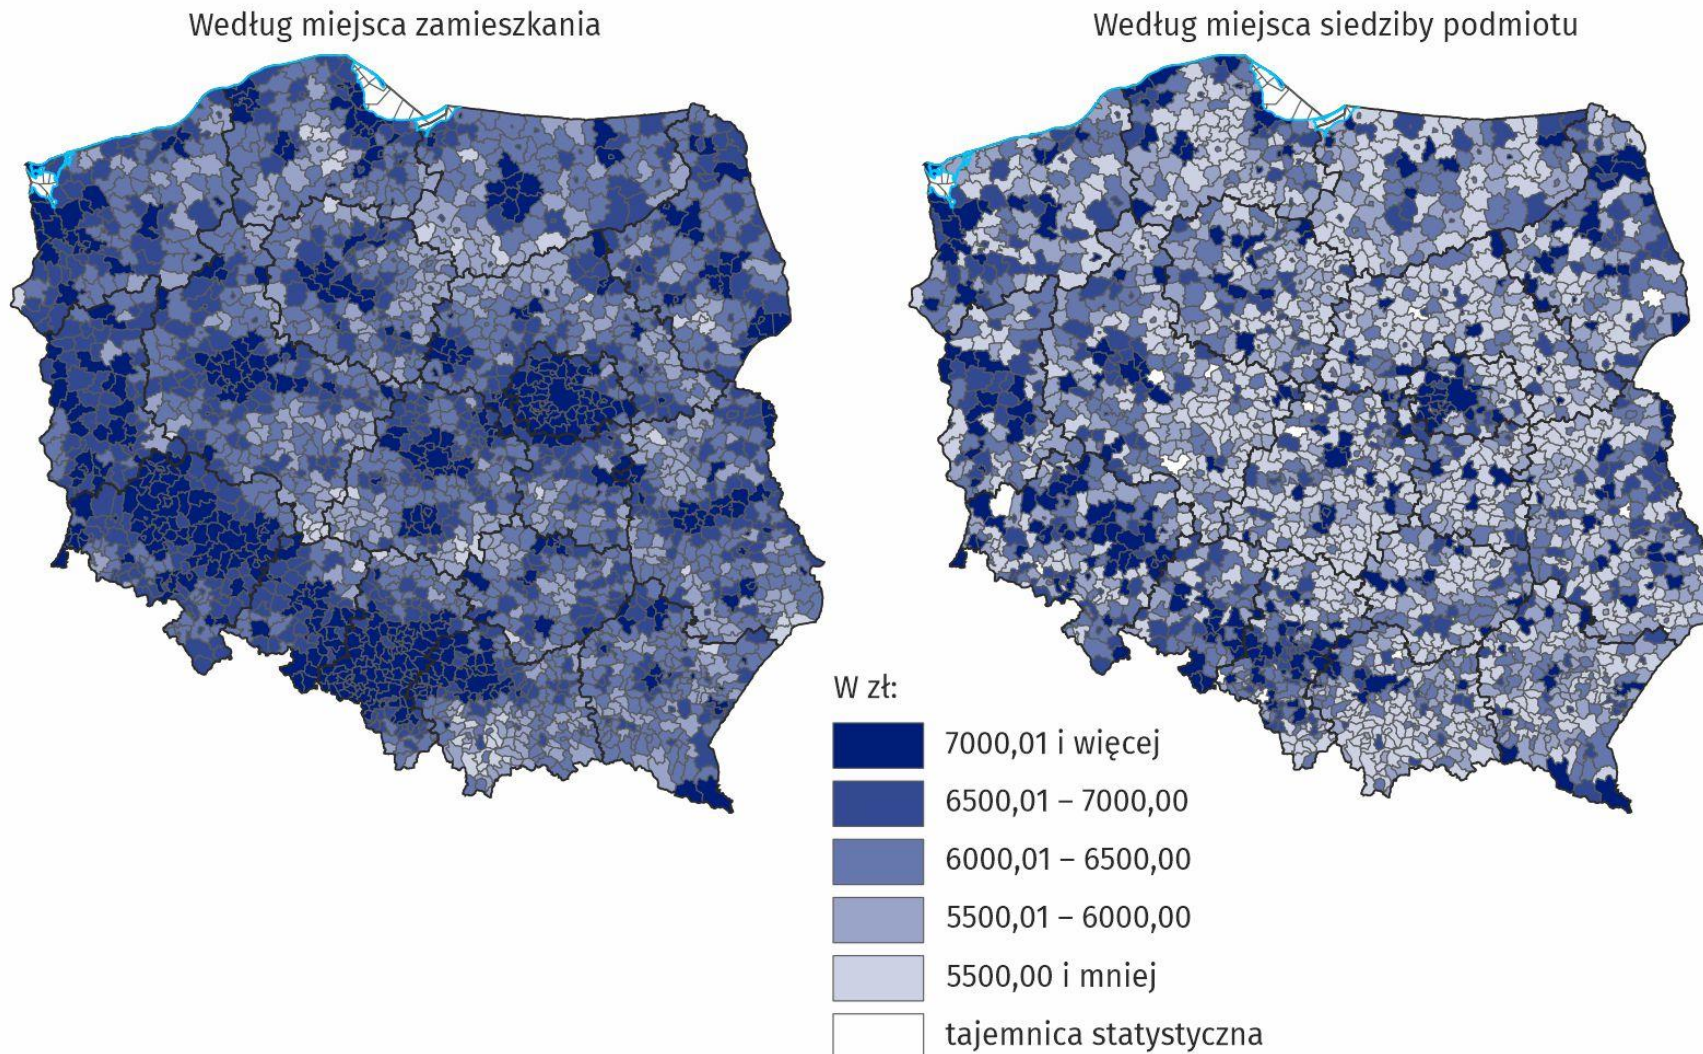 Według miejsca zamieszkania
Według miejsca siedziby podmiotu
W zł:
7000,01 i więcej
6500,01 – 7000,00
6000,01 – 6500,00
5500,01 – 6000,00
5500,00 i mniej
tajemnica statystyczna